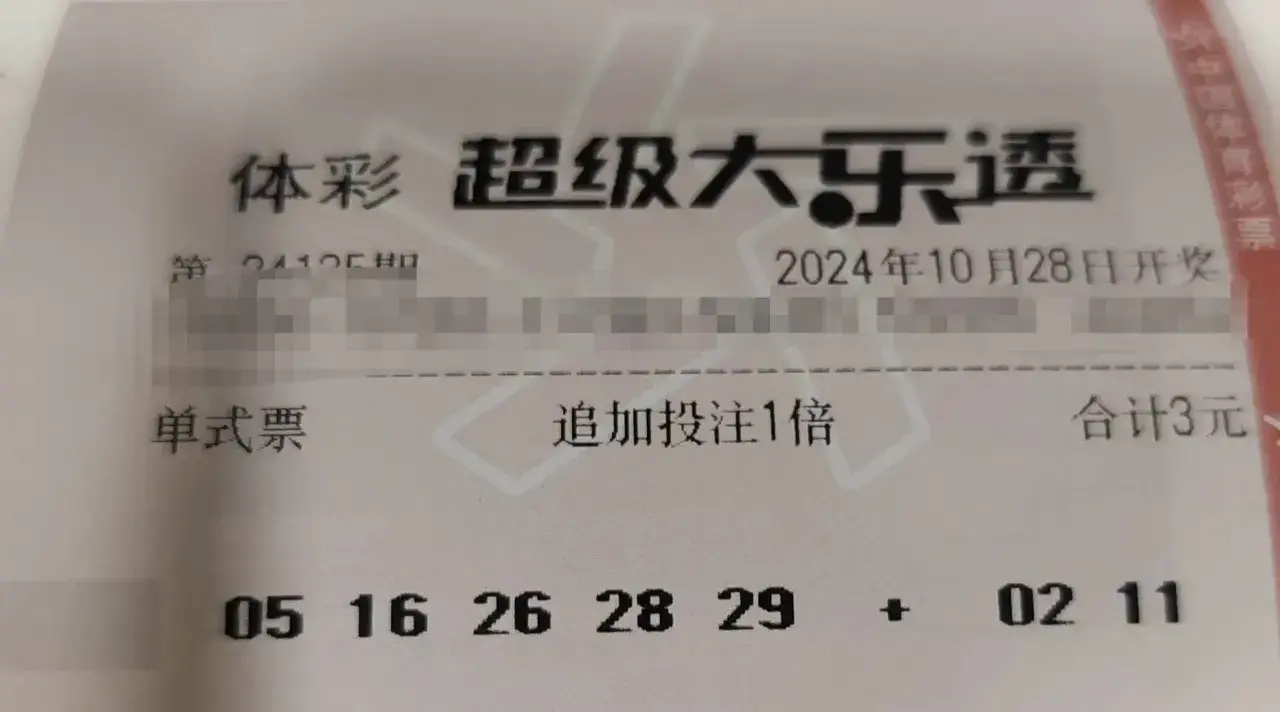 体彩 超级大乐透
第 24125期 2024年10月28日开奖
单式票 追加投注1倍 合计3元
05 16 26 28 29 + 02 11
中国体育彩票